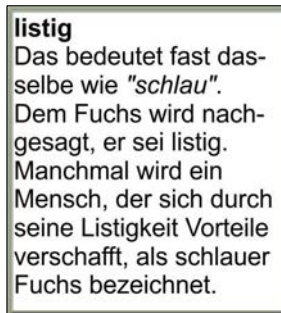 listig
Das bedeutet fast das-
selbe wie "schlau".
Dem Fuchs wird nach-
gesagt, er sei listig.
Manchmal wird ein
Mensch, der sich durch
seine Listigkeit Vorteile
verschafft, als schlauer
Fuchs bezeichnet.